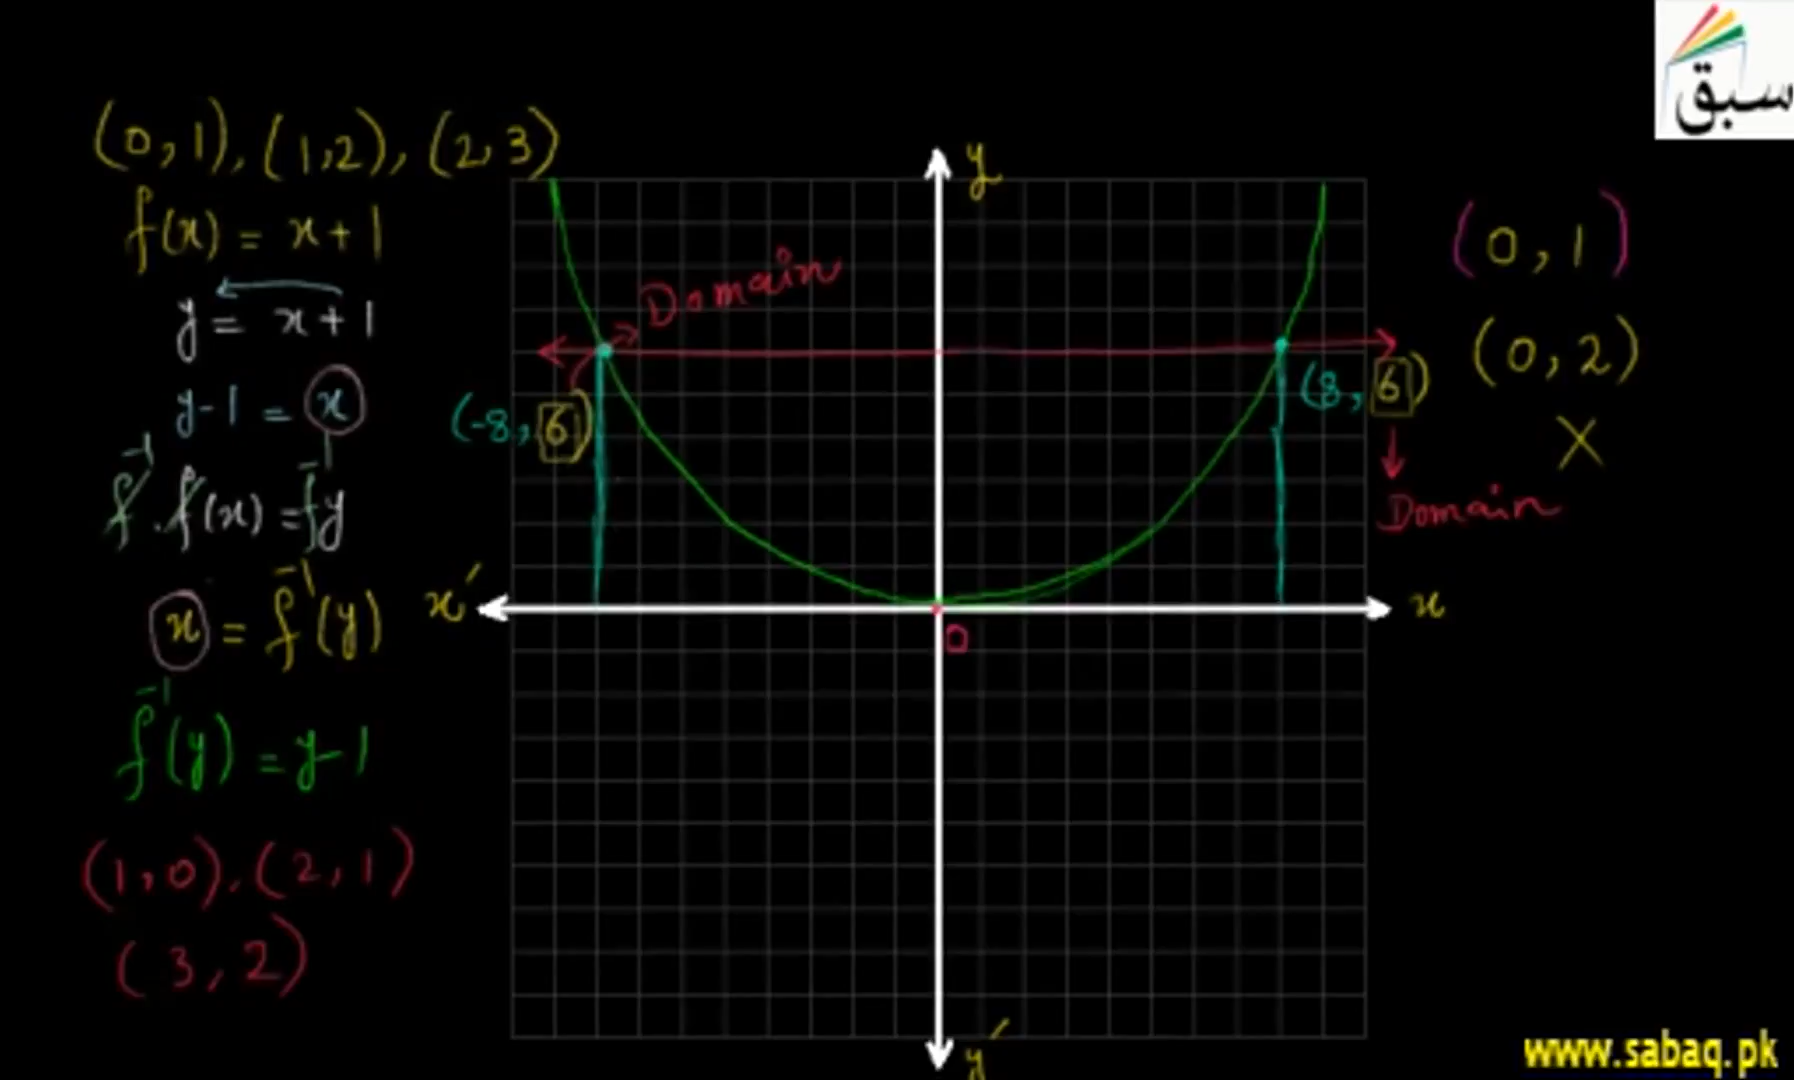 سبق
(0,1), (1,2), (2,3)
f(x) = x+1
y = x+1
y-1 = x
f⁻¹.f(x) = f⁻¹y
x = f⁻¹(y)
f⁻¹(y) = y-1
(1,0), (2,1)
(3,2)
y
Domain
(-8,6)
(8,6)
Domain
x′
x
0
y′
(0,1)
(0,2)
X
www.sabaq.pk